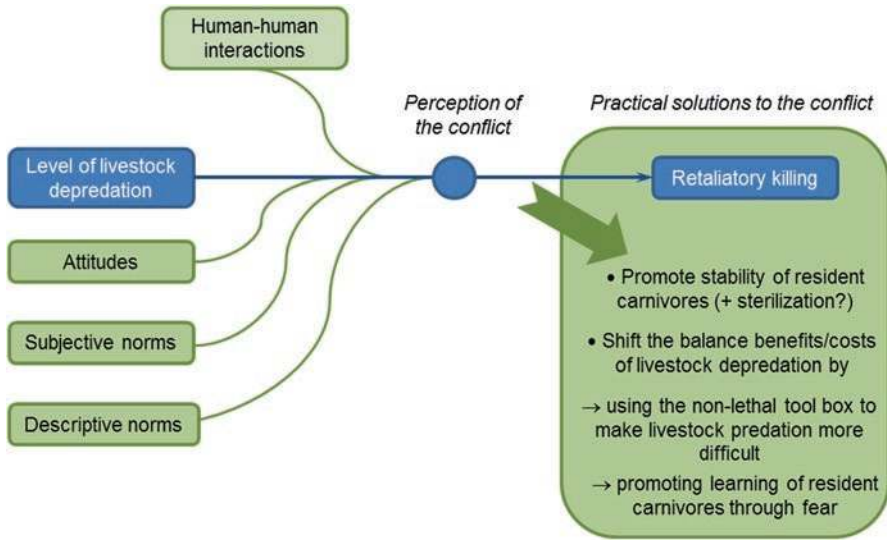 Human-human
interactions
Perception of
the conflict
Practical solutions to the conflict
Level of livestock
depredation
Retaliatory killing
Attitudes
Subjective norms
Descriptive norms
• Promote stability of resident
carnivores (+ sterilization?)
• Shift the balance benefits/costs
of livestock depredation by
→ using the non-lethal tool box to
make livestock predation more
difficult
→ promoting learning of resident
carnivores through fear